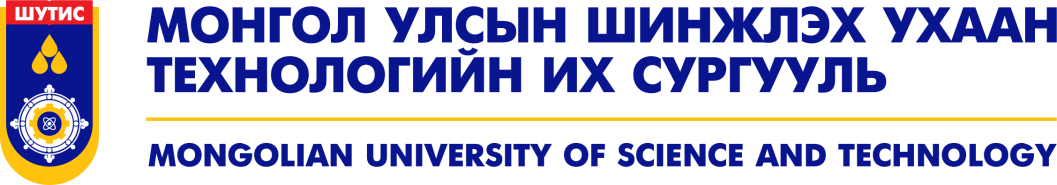 ШУТИС
МОНГОЛ УЛСЫН ШИНЖЛЭХ УХААН
ТЕХНОЛОГИЙН ИХ СУРГУУЛЬ
MONGOLIAN UNIVERSITY OF SCIENCE AND TECHNOLOGY